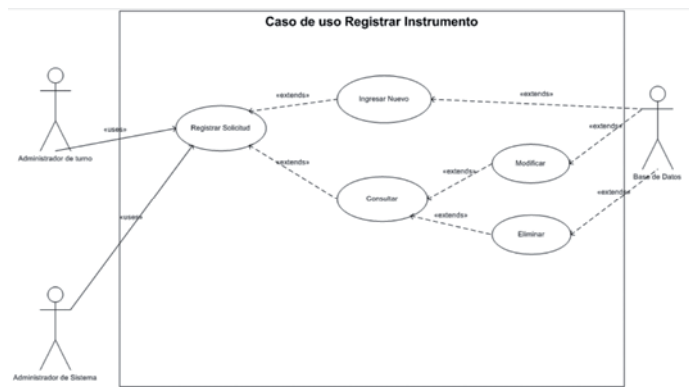 Caso de uso Registrar Instrumento
«extends»
Ingresar Nuevo
«extends»
Registrar Solicitud
«uses»
Administrador de turno
«extends»
«extends»
Modificar
Base de Datos
«extends»
«extends»
Consultar
«extends»
Eliminar
«uses»
Administrador de Sistema